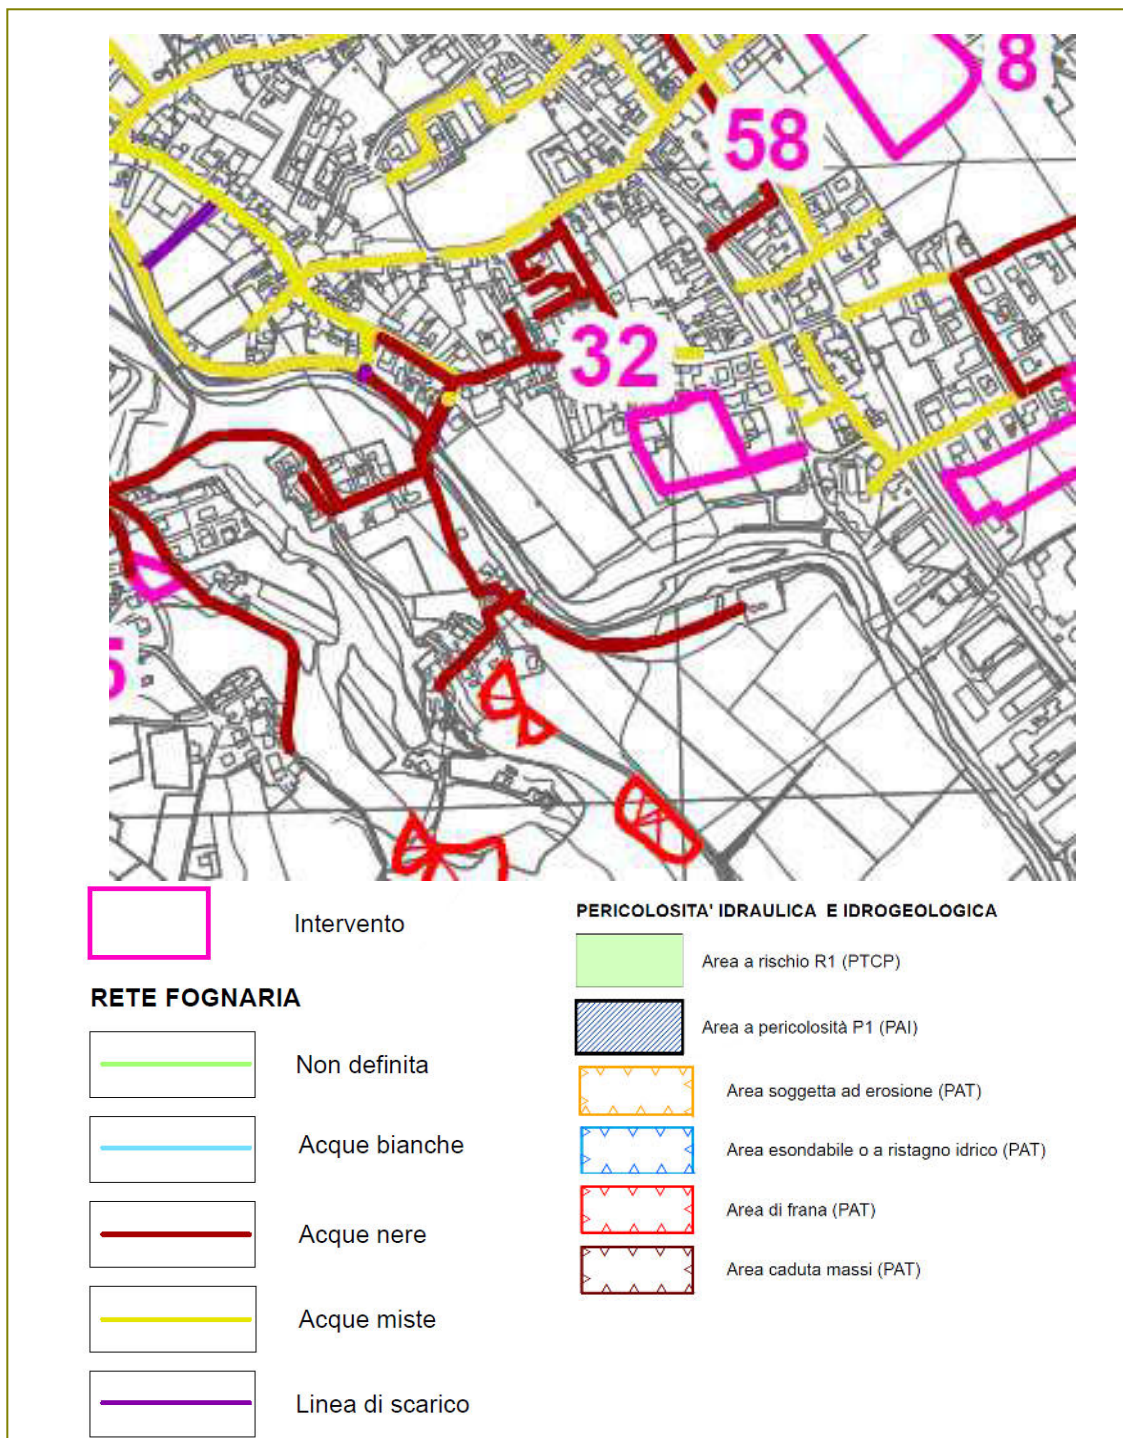 8
58
32
5
Intervento
RETE FOGNARIA
Non definita
Acque bianche
Acque nere
Acque miste
Linea di scarico
PERICOLOSITA' IDRAULICA E IDROGEOLOGICA
Area a rischio R1 (PTCP)
Area a pericolosità P1 (PAI)
Area soggetta ad erosione (PAT)
Area esondabile o a ristagno idrico (PAT)
Area di frana (PAT)
Area caduta massi (PAT)